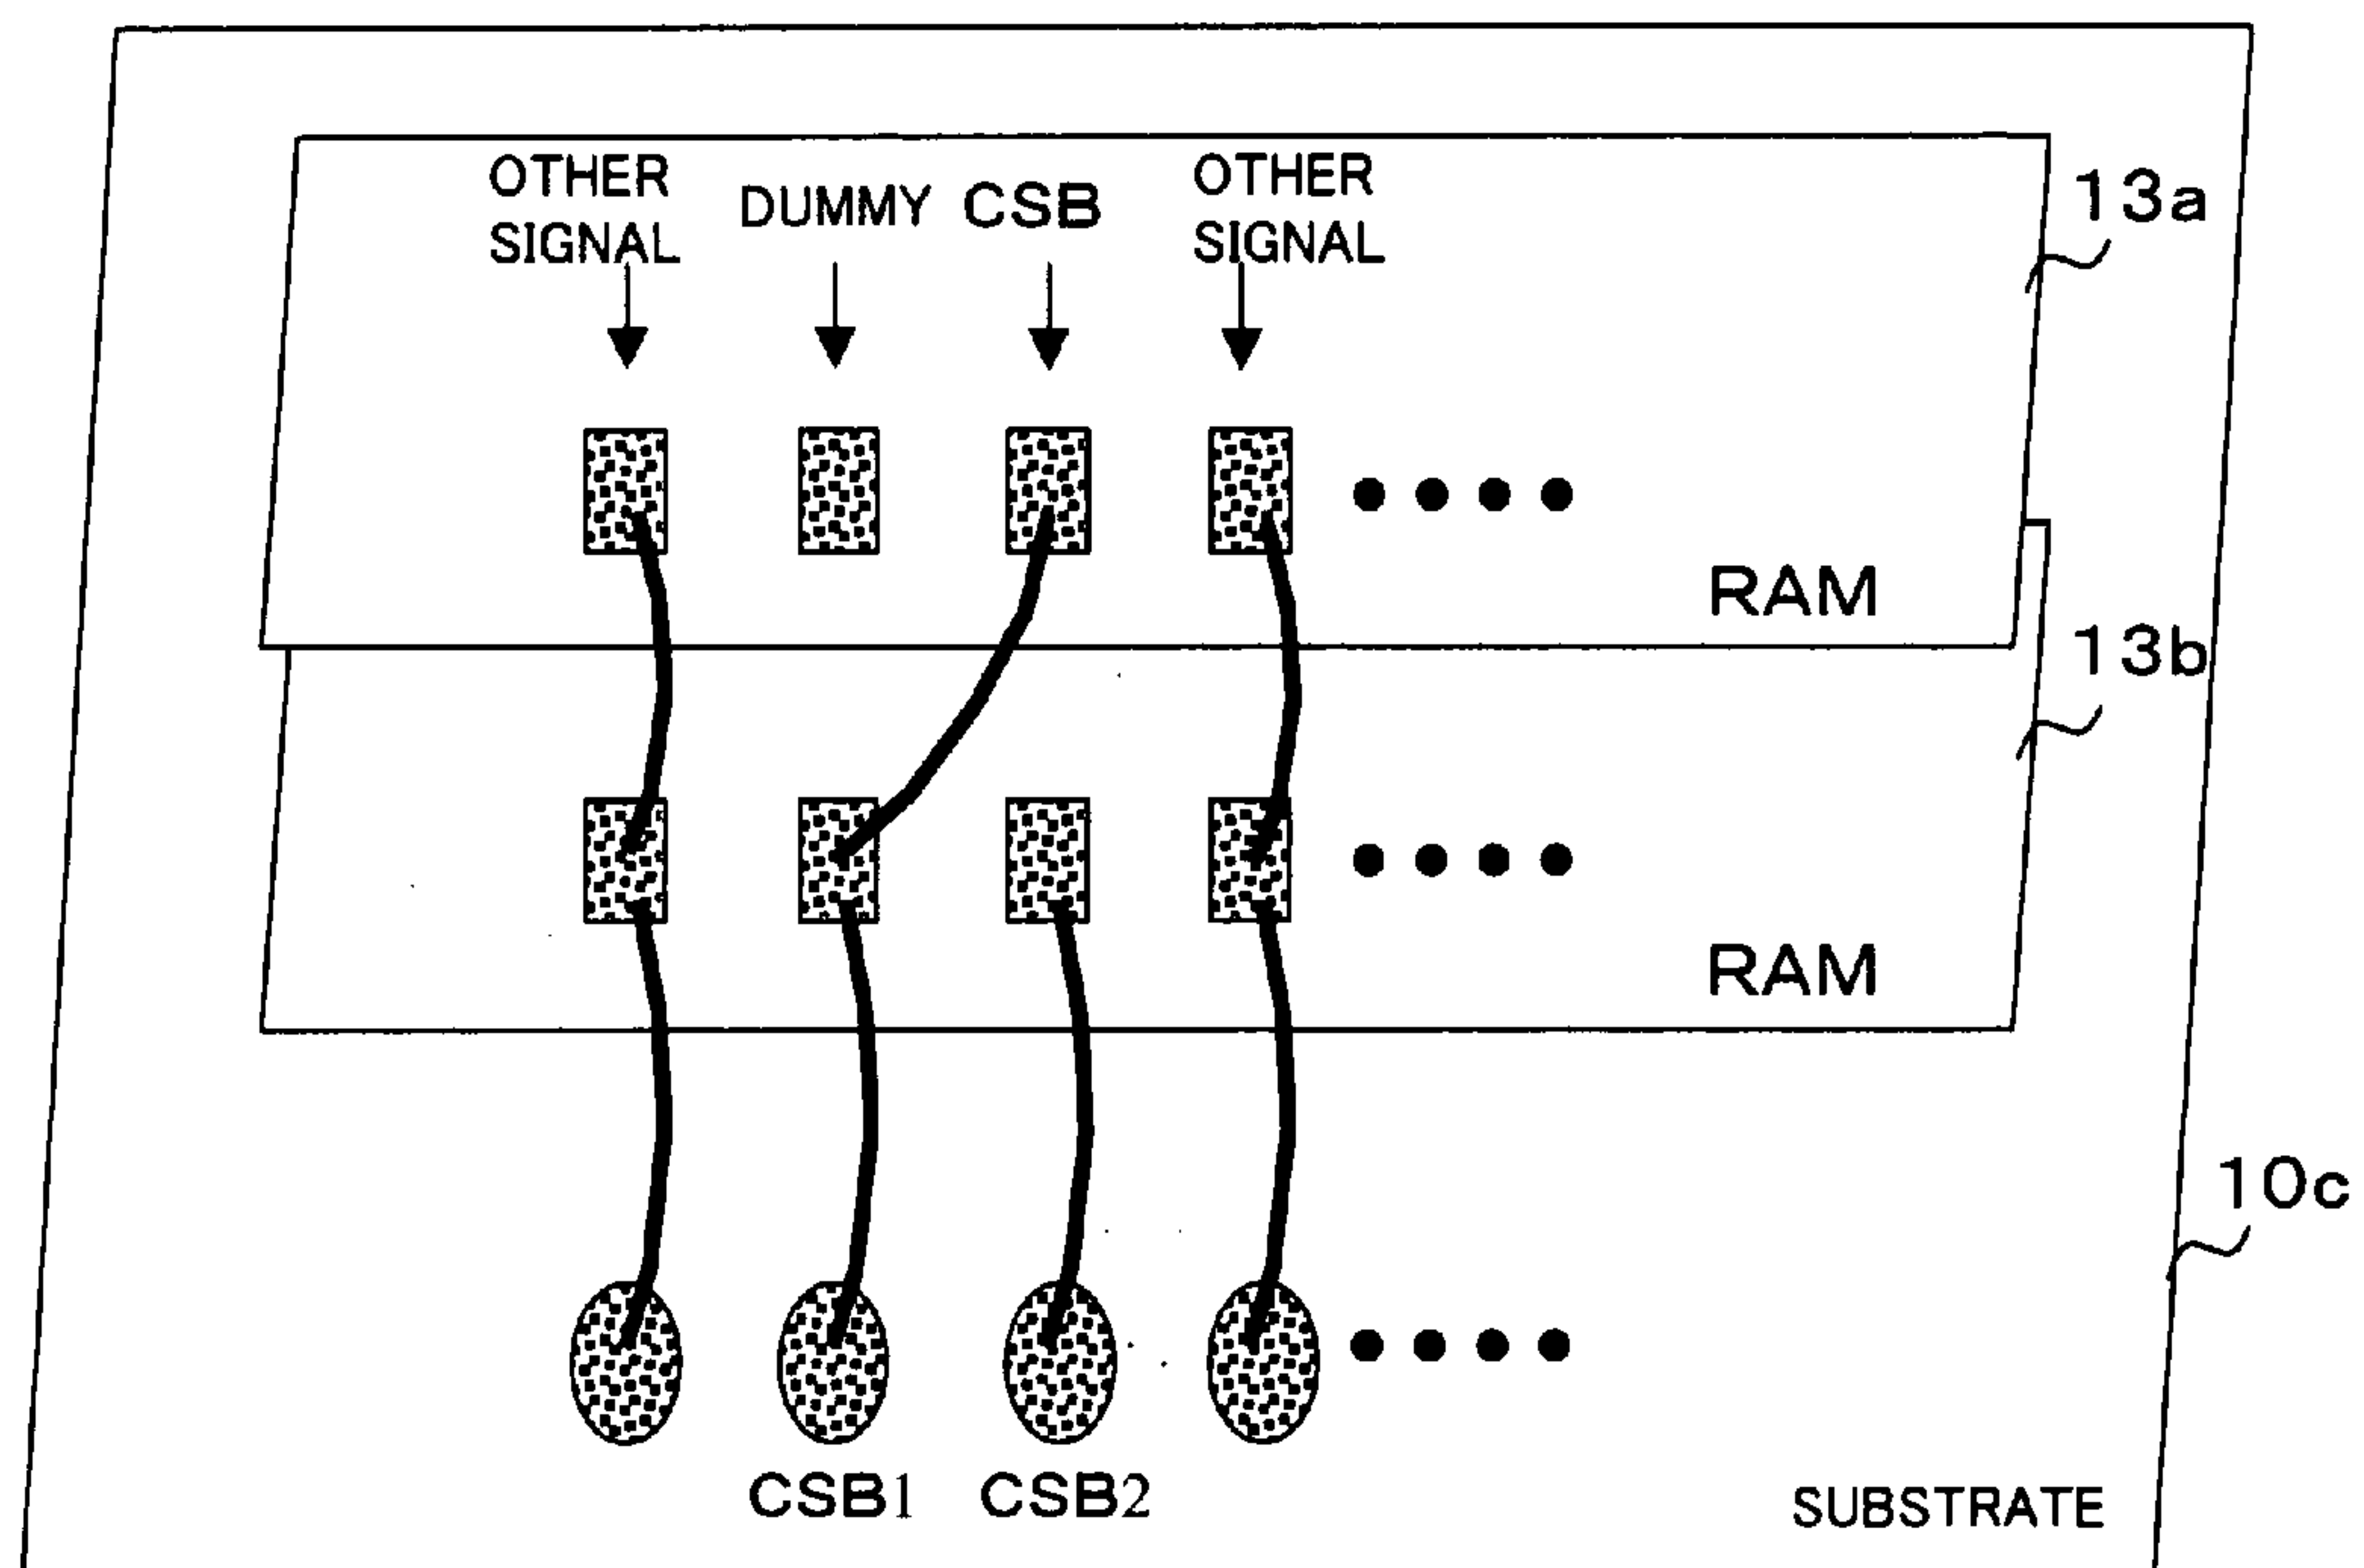 OTHER
SIGNAL
DUMMY
CSB
OTHER
SIGNAL
13a
RAM
13b
RAM
10c
CSB1
CSB2
SUBSTRATE